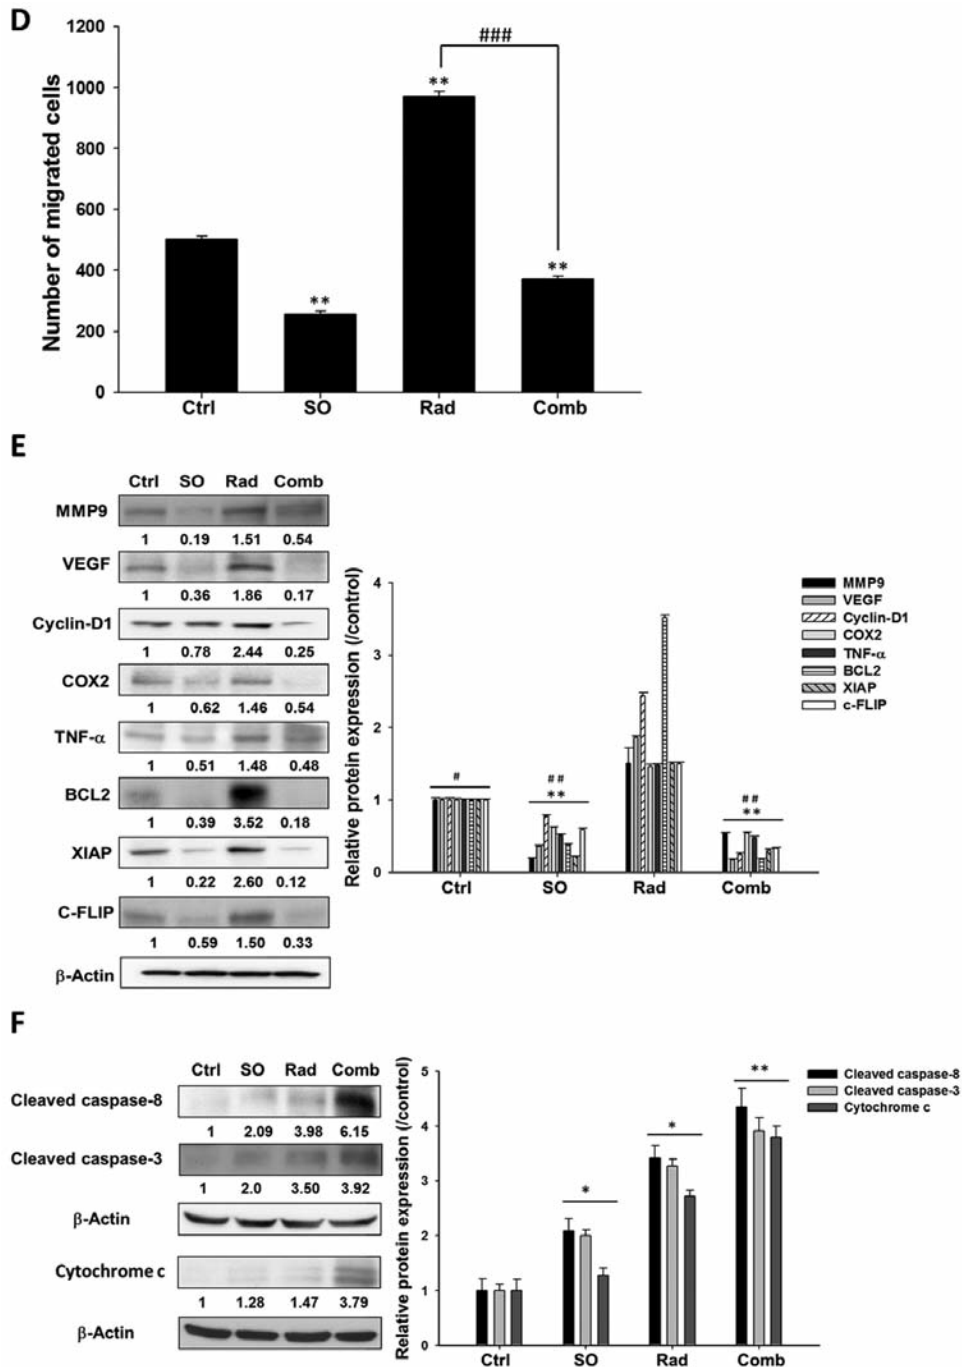 D
1200
1000
800
600
400
200
0
Number of migrated cells
###
**
**
**
Ctrl SO Rad Comb
E
Ctrl SO Rad Comb
MMP9
1 0.19 1.51 0.54
VEGF
1 0.36 1.86 0.17
Cyclin-D1
1 0.78 2.44 0.25
COX2
1 0.62 1.46 0.54
TNF-α
1 0.51 1.48 0.48
BCL2
1 0.39 3.52 0.18
XIAP
1 0.22 2.60 0.12
C-FLIP
1 0.59 1.50 0.33
β-Actin
Relative protein expression (/control)
4
3
2
1
0
#
##
**
##
**
Ctrl SO Rad Comb
MMP9
VEGF
Cyclin-D1
COX2
TNF-α
BCL2
XIAP
c-FLIP
F
Ctrl SO Rad Comb
Cleaved caspase-8
1 2.09 3.98 6.15
Cleaved caspase-3
1 2.0 3.50 3.92
β-Actin
Cytochrome c
1 1.28 1.47 3.79
β-Actin
Relative protein expression (/control)
5
4
3
2
1
0
*
*
**
Ctrl SO Rad Comb
Cleaved caspase-8
Cleaved caspase-3
Cytochrome c